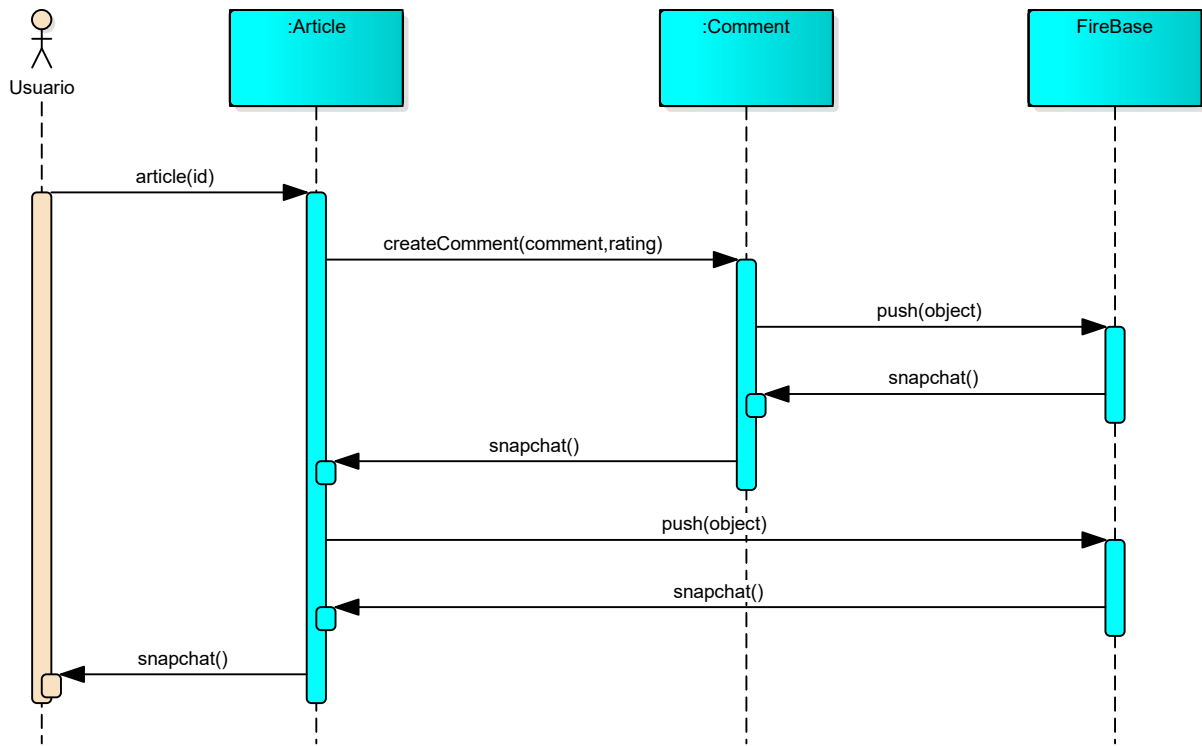 :Article
:Comment
FireBase
Usuario
article(id)
createComment(comment,rating)
push(object)
snapchat()
snapchat()
push(object)
snapchat()
snapchat()